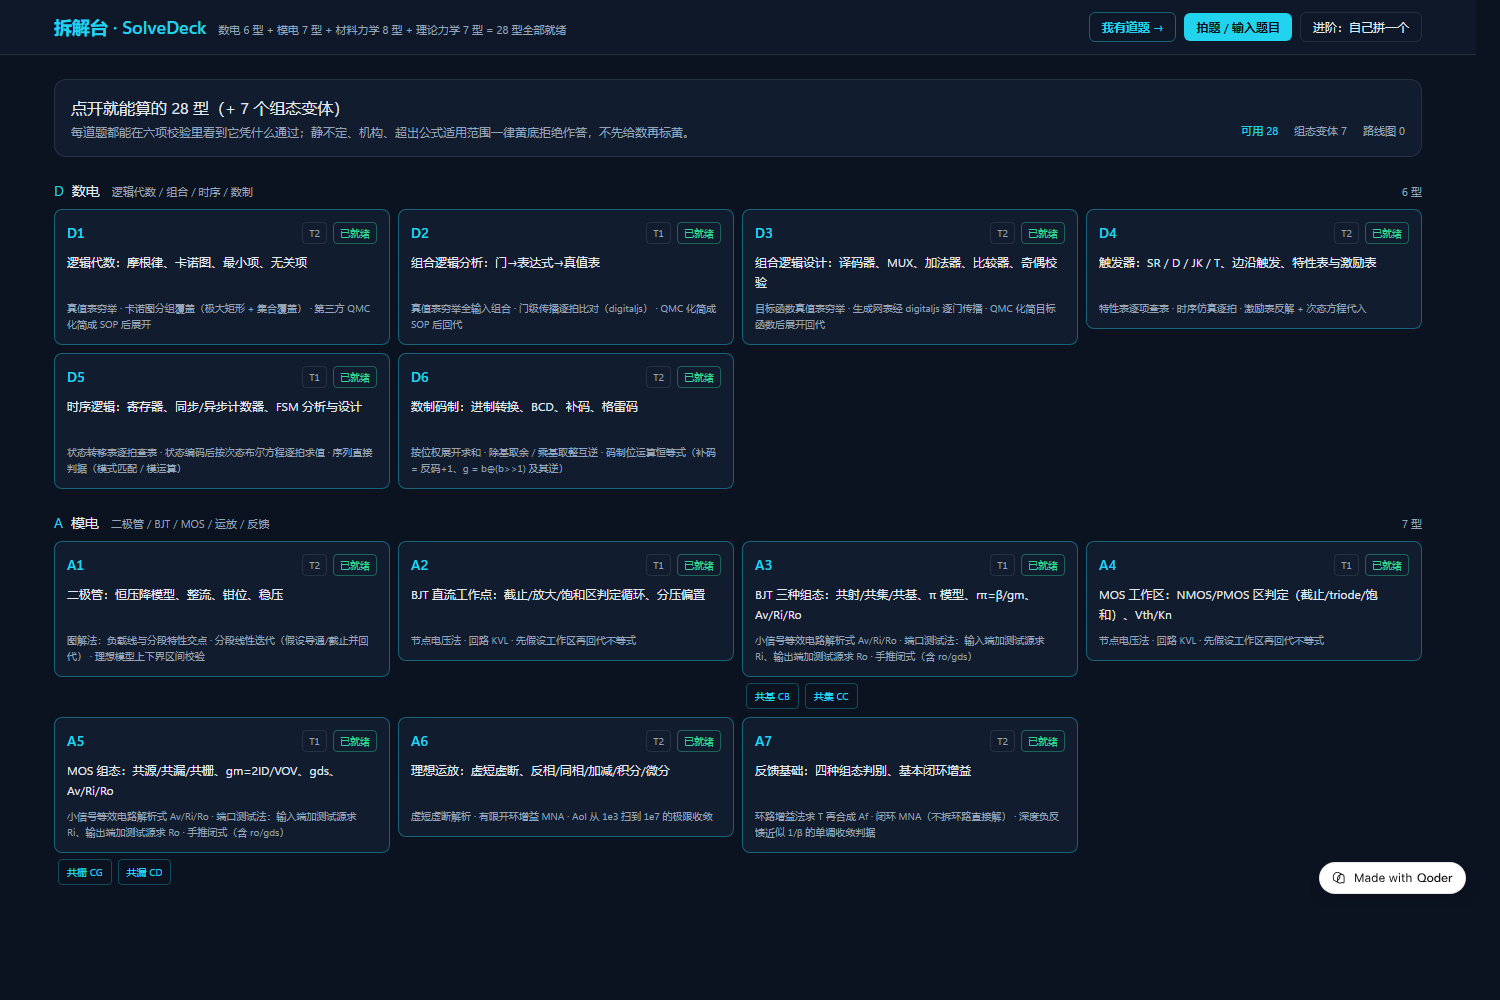 拆解台 · SolveDeck 数电 6 型 + 模电 7 型 + 材料力学 8 型 + 理论力学 7 型 = 28 型全部就绪
我有道题 → 拍题 / 输入题目 进阶：自己拼一个
点开就能算的 28 型（+ 7 个组态变体）
每道题都能在六项校验里看到它凭什么通过；静不定、机构、超出公式适用范围一律黄底拒绝作答，不先给数再标黄。
可用 28 组态变体 7 路线图 0
D 数电 逻辑代数 / 组合 / 时序 / 数制 6 型
D1 T2 已就绪
逻辑代数：摩根律、卡诺图、最小项、无关项
真值表穷举 · 卡诺图分组覆盖（极大矩形 + 集合覆盖） · 第三方 QMC
化简成 SOP 后展开
D2 T1 已就绪
组合逻辑分析：门→表达式→真值表
真值表穷举全输入组合 · 门级传播逐拍比对（digitaljs） · QMC 化简成
SOP 后回代
D3 T2 已就绪
组合逻辑设计：译码器、MUX、加法器、比较器、奇偶校
验
目标函数真值表穷举 · 生成网表经 digitaljs 逐门传播 · QMC 化简目标
函数后展开回代
D4 T2 已就绪
触发器：SR / D / JK / T、边沿触发、特性表与激励表
特性表逐项查表 · 时序仿真逐拍 · 激励表反解 + 次态方程代入
D5 T1 已就绪
时序逻辑：寄存器、同步/异步计数器、FSM 分析与设计
状态转移表逐拍查表 · 状态编码后按次态布尔方程逐拍求值 · 序列直接
判据（模式匹配 / 模运算）
D6 T2 已就绪
数制码制：进制转换、BCD、补码、格雷码
按位权展开求和 · 除基取余 / 乘基取整互逆 · 码制位运算恒等式（补码
= 反码+1、g = b⊕(b>>1) 及其逆）
A 模电 二极管 / BJT / MOS / 运放 / 反馈 7 型
A1 T2 已就绪
二极管：恒压降模型、整流、钳位、稳压
图解法：负载线与分段特性交点 · 分段线性迭代（假设导通/截止并回
代） · 理想模型上下界区间校验
A2 T1 已就绪
BJT 直流工作点：截止/放大/饱和区判定循环、分压偏置
节点电压法 · 回路 KVL · 先假设工作区再回代不等式
A3 T1 已就绪
BJT 三种组态：共射/共集/共基、π 模型、rπ=β/gm、
Av/Ri/Ro
小信号等效电路解析式 Av/Ri/Ro · 端口测试法：输入端加测试源求
Ri、输出端加测试源求 Ro · 手推闭式（含 ro/gds）
共基 CB 共集 CC
A4 T1 已就绪
MOS 工作区：NMOS/PMOS 区判定（截止/triode/饱
和）、Vth/Kn
节点电压法 · 回路 KVL · 先假设工作区再回代不等式
A5 T1 已就绪
MOS 组态：共源/共漏/共栅、gm=2ID/VOV、gds、
Av/Ri/Ro
小信号等效电路解析式 Av/Ri/Ro · 端口测试法：输入端加测试源求
Ri、输出端加测试源求 Ro · 手推闭式（含 ro/gds）
共栅 CG 共漏 CD
A6 T2 已就绪
理想运放：虚短虚断、反相/同相/加减/积分/微分
虚短虚断解析 · 有限开环增益 MNA · Aol 从 1e3 扫到 1e7 的极限收敛
A7 T2 已就绪
反馈基础：四种组态判别、基本闭环增益
环路增益法求 T 再合成 Af · 闭环 MNA（不拆环路直接解） · 深度负反
馈近似 1/β 的单调收敛判据
Made with Qoder